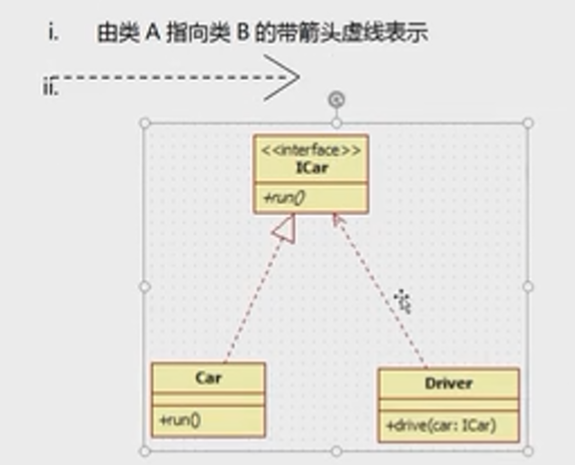 i. 由类 A 指向类 B 的带箭头虚线表示
ii.
<<interface>>
ICar
+run()
Car
+run()
Driver
+drive(car: ICar)